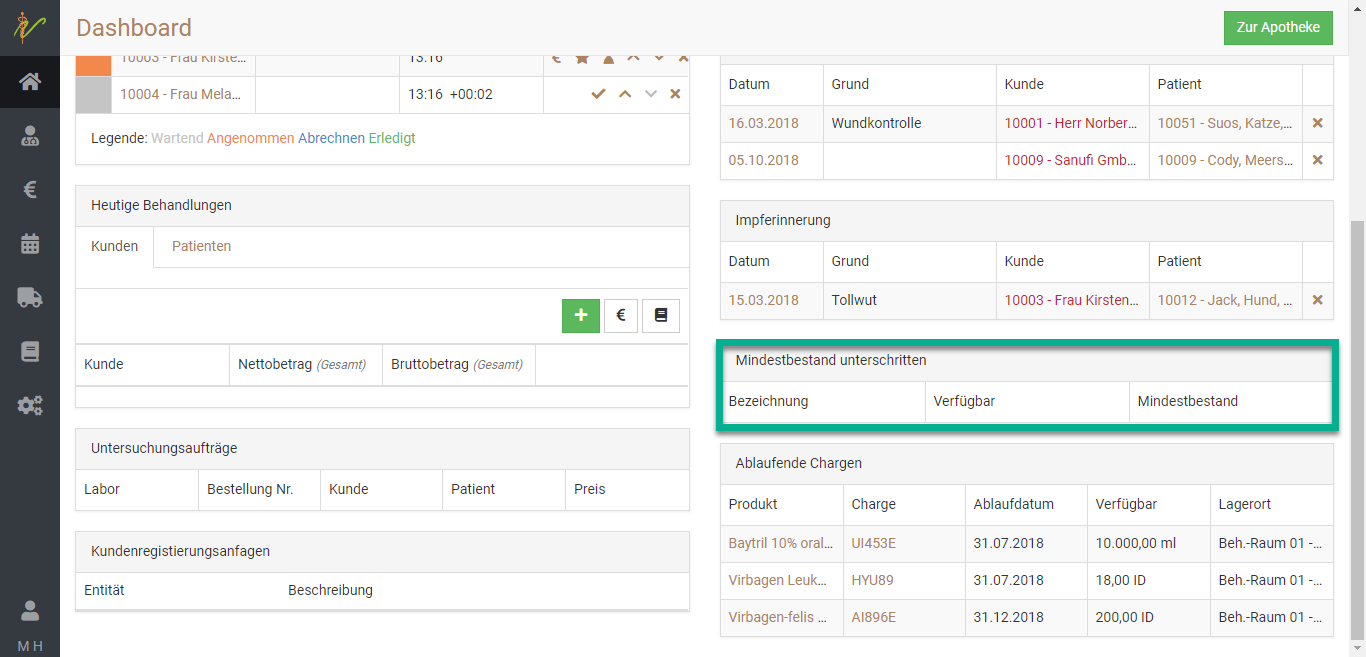 Dashboard
Zur Apotheke
10003 - Frau Kirste...
13:16
10004 - Frau Mela...
13:16 +00:02
Legende: Wartend Angenommen Abrechnen Erledigt
Heutige Behandlungen
Kunden Patienten
+ €
Kunde Nettobetrag (Gesamt) Bruttobetrag (Gesamt)
Untersuchungsaufträge
Labor Bestellung Nr. Kunde Patient Preis
Kundenregistierungsanfagen
Entität Beschreibung
Datum Grund Kunde Patient
16.03.2018 Wundkontrolle 10001 - Herr Norber... 10051 - Suos, Katze,...
05.10.2018 10009 - Sanufi Gmb... 10009 - Cody, Meers...
Impferinnerung
Datum Grund Kunde Patient
15.03.2018 Tollwut 10003 - Frau Kirsten... 10012 - Jack, Hund, ...
Mindestbestand unterschritten
Bezeichnung Verfügbar Mindestbestand
Ablaufende Chargen
Produkt Charge Ablaufdatum Verfügbar Lagerort
Baytril 10% oral... UI453E 31.07.2018 10.000,00 ml Beh.-Raum 01 -...
Virbagen Leuk... HYU89 31.07.2018 18,00 ID Beh.-Raum 01 -...
Virbagen-felis ... AI896E 31.12.2018 200,00 ID Beh.-Raum 01 -...
M H